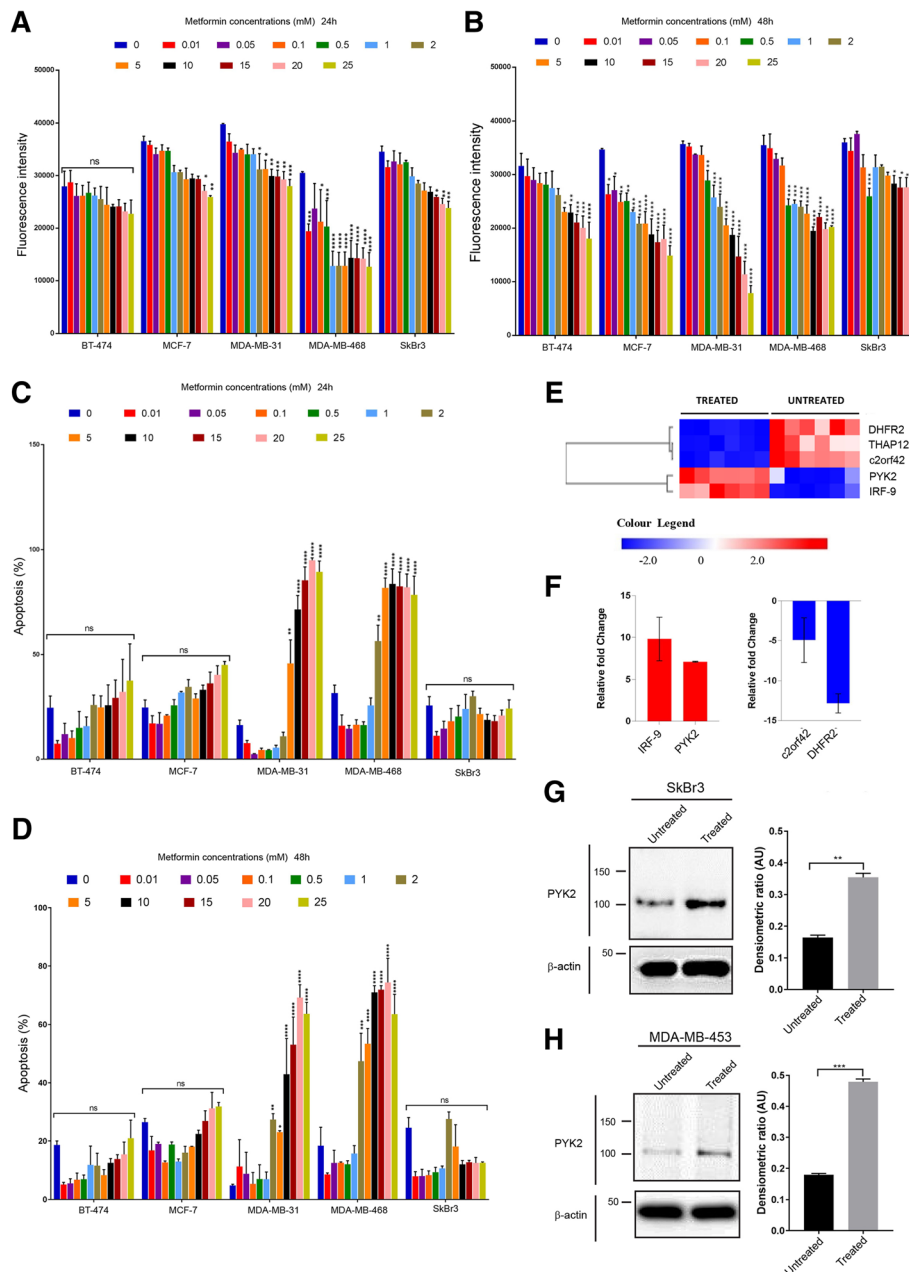 A
Metformin concentrations (mM) 24h
0 0.01 0.05 0.1 0.5 1 2
5 10 15 20 25
Fluorescence intensity
50000
40000
30000
20000
10000
0
ns
BT-474 MCF-7 MDA-MB-31 MDA-MB-468 SkBr3
B
Metformin concentrations (mM) 48h
0 0.01 0.05 0.1 0.5 1 2
5 10 15 20 25
Fluorescence intensity
50000
40000
30000
20000
10000
0
BT-474 MCF-7 MDA-MB-31 MDA-MB-468 SkBr3
C
Metformin concentrations (mM) 24h
0 0.01 0.05 0.1 0.5 1 2
5 10 15 20 25
Apoptosis (%)
150
100
50
0
ns ns ns
BT-474 MCF-7 MDA-MB-31 MDA-MB-468 SkBr3
D
Metformin concentrations (mM) 48h
0 0.01 0.05 0.1 0.5 1 2
5 10 15 20 25
Apoptosis (%)
100
80
60
40
20
0
ns ns ns
BT-474 MCF-7 MDA-MB-31 MDA-MB-468 SkBr3
E
TREATED UNTREATED
DHFR2
THAP12
c2orf42
PYK2
IRF-9
Colour Legend
-2.0 0 2.0
F
Relative fold Change
15
10
5
0
IRF-9 PYK2
Relative fold Change
0
-5
-10
-15
c2orf42 DHFR2
G
SkBr3
Untreated Treated
PYK2
150
100
β-actin
50
Densiometric ratio (AU)
0.5
0.4
0.3
0.2
0.1
0.0
**
Untreated Treated
H
MDA-MB-453
Untreated Treated
PYK2
150
100
β-actin
50
Densiometric ratio (AU)
0.5
0.4
0.3
0.2
0.1
0.0
***
Untreated Treated